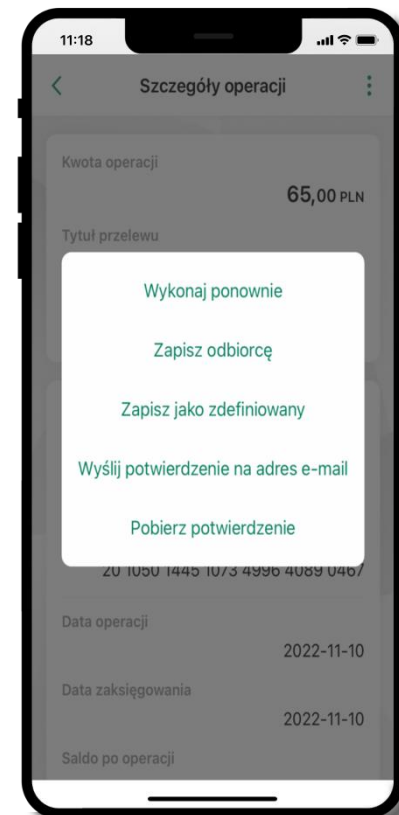 11:18
Szczegóły operacji
Kwota operacji
65,00 PLN
Tytuł przelewu
Wykonaj ponownie
Zapisz odbiorcę
Zapisz jako zdefiniowany
Wyślij potwierdzenie na adres e-mail
Pobierz potwierdzenie
20 1050 1445 1073 4996 4089 0467
Data operacji
2022-11-10
Data zaksięgowania
2022-11-10
Saldo po operacji